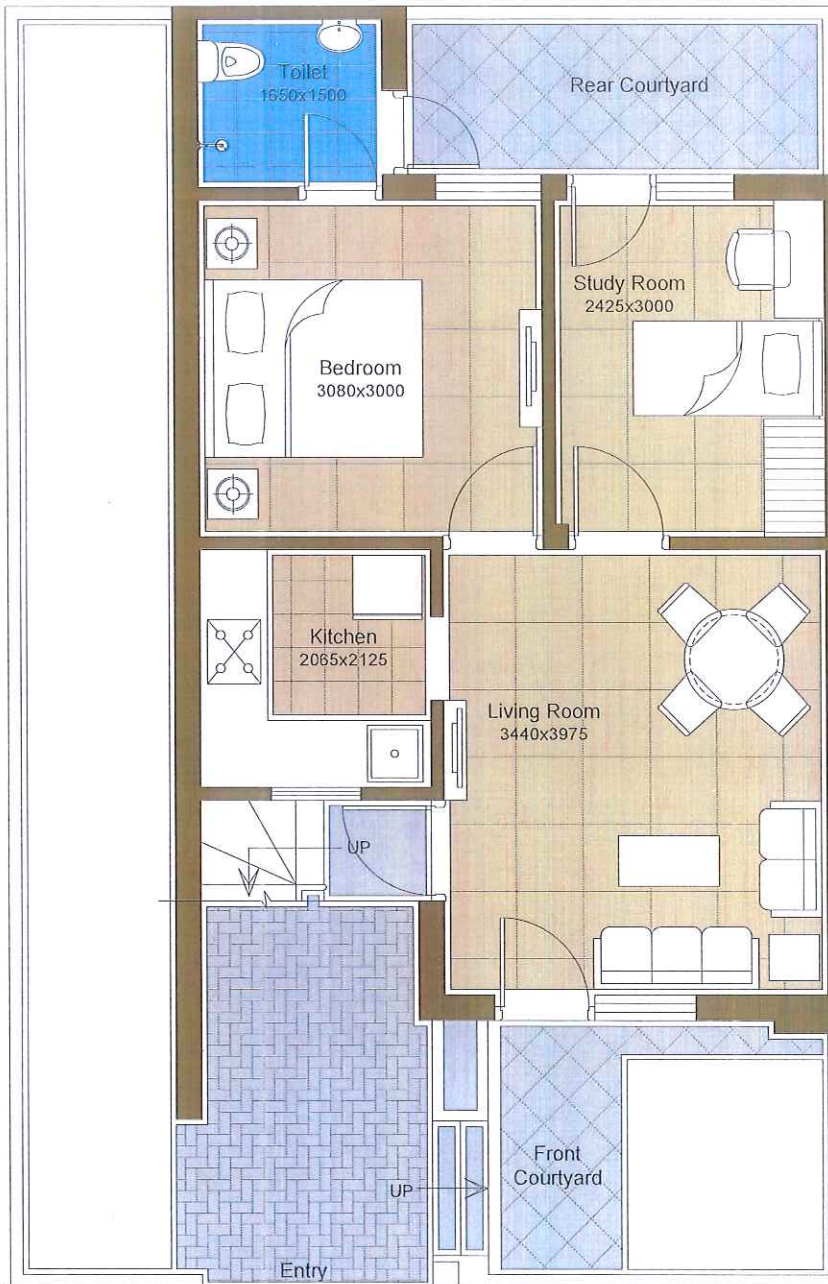 Toilet
1650x1500
Rear Courtyard
Study Room
2425x3000
Bedroom
3080x3000
Kitchen
2065x2125
Living Room
3440x3975
UP
Front
Courtyard
UP
Entry